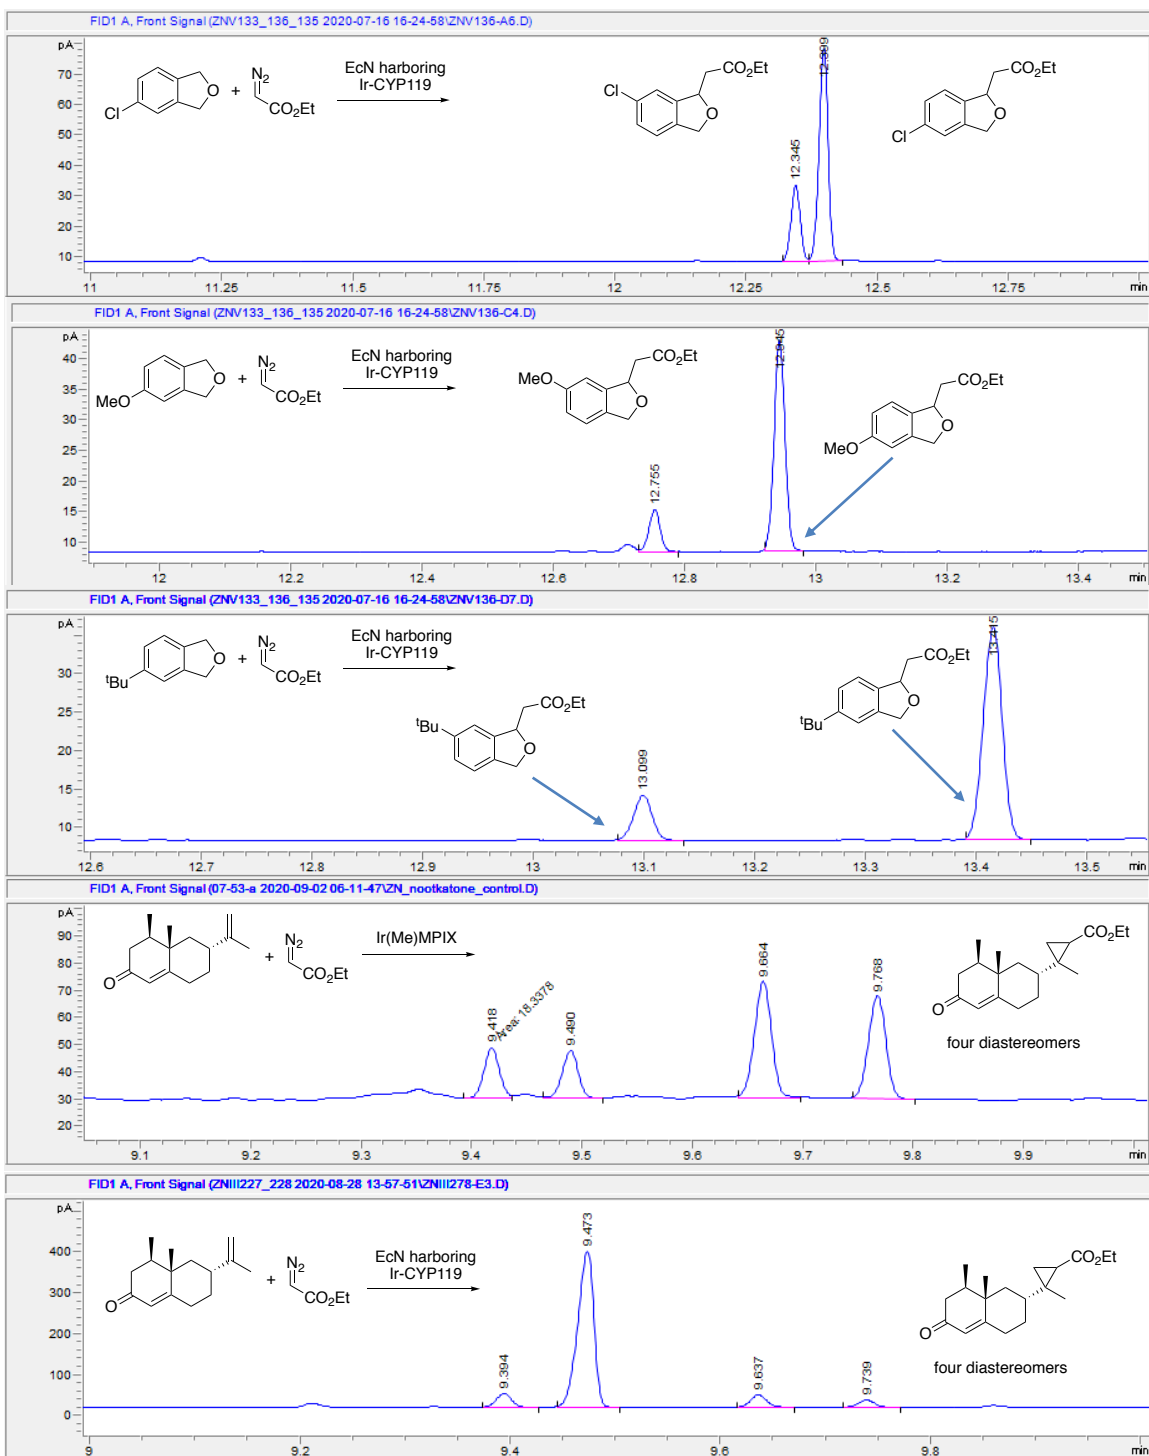 FID1 A, Front Signal (ZNV133_136_135 2020-07-16 16-24-58\ZNV136-A6.D)
pA
70
60
50
40
30
20
10
Cl
O
+
N2
CO2Et
EcN harboring
Ir-CYP119
Cl
CO2Et
O
12.345
12.399
CO2Et
O
Cl
11 11.25 11.5 11.75 12 12.25 12.5 12.75 min
FID1 A, Front Signal (ZNV133_136_135 2020-07-16 16-24-58\ZNV136-C4.D)
pA
40
35
30
25
20
15
10
MeO
O
+
N2
CO2Et
EcN harboring
Ir-CYP119
MeO
CO2Et
O
12.755
12.945
CO2Et
O
MeO
12 12.2 12.4 12.6 12.8 13 13.2 13.4 min
FID1 A, Front Signal (ZNV133_136_135 2020-07-16 16-24-58\ZNV136-D7.D)
pA
30
25
20
15
10
tBu
O
+
N2
CO2Et
EcN harboring
Ir-CYP119
tBu
CO2Et
O
13.099
CO2Et
O
tBu
13.415
12.6 12.7 12.8 12.9 13 13.1 13.2 13.3 13.4 13.5 min
FID1 A, Front Signal (07-53-a 2020-09-02 06-11-47\ZN_nootkatone_control.D)
pA
90
80
70
60
50
40
30
20
O
+
N2
CO2Et
Ir(Me)MPIX
9.418
Area: 18.3378
9.490
9.664
9.768
CO2Et
O
four diastereomers
9.1 9.2 9.3 9.4 9.5 9.6 9.7 9.8 9.9 min
FID1 A, Front Signal (ZNIII227_228 2020-08-28 13-57-51\ZNIII278-E3.D)
pA
400
300
200
100
0
O
+
N2
CO2Et
EcN harboring
Ir-CYP119
9.394
9.473
9.637
9.739
CO2Et
O
four diastereomers
9 9.2 9.4 9.6 9.8 min